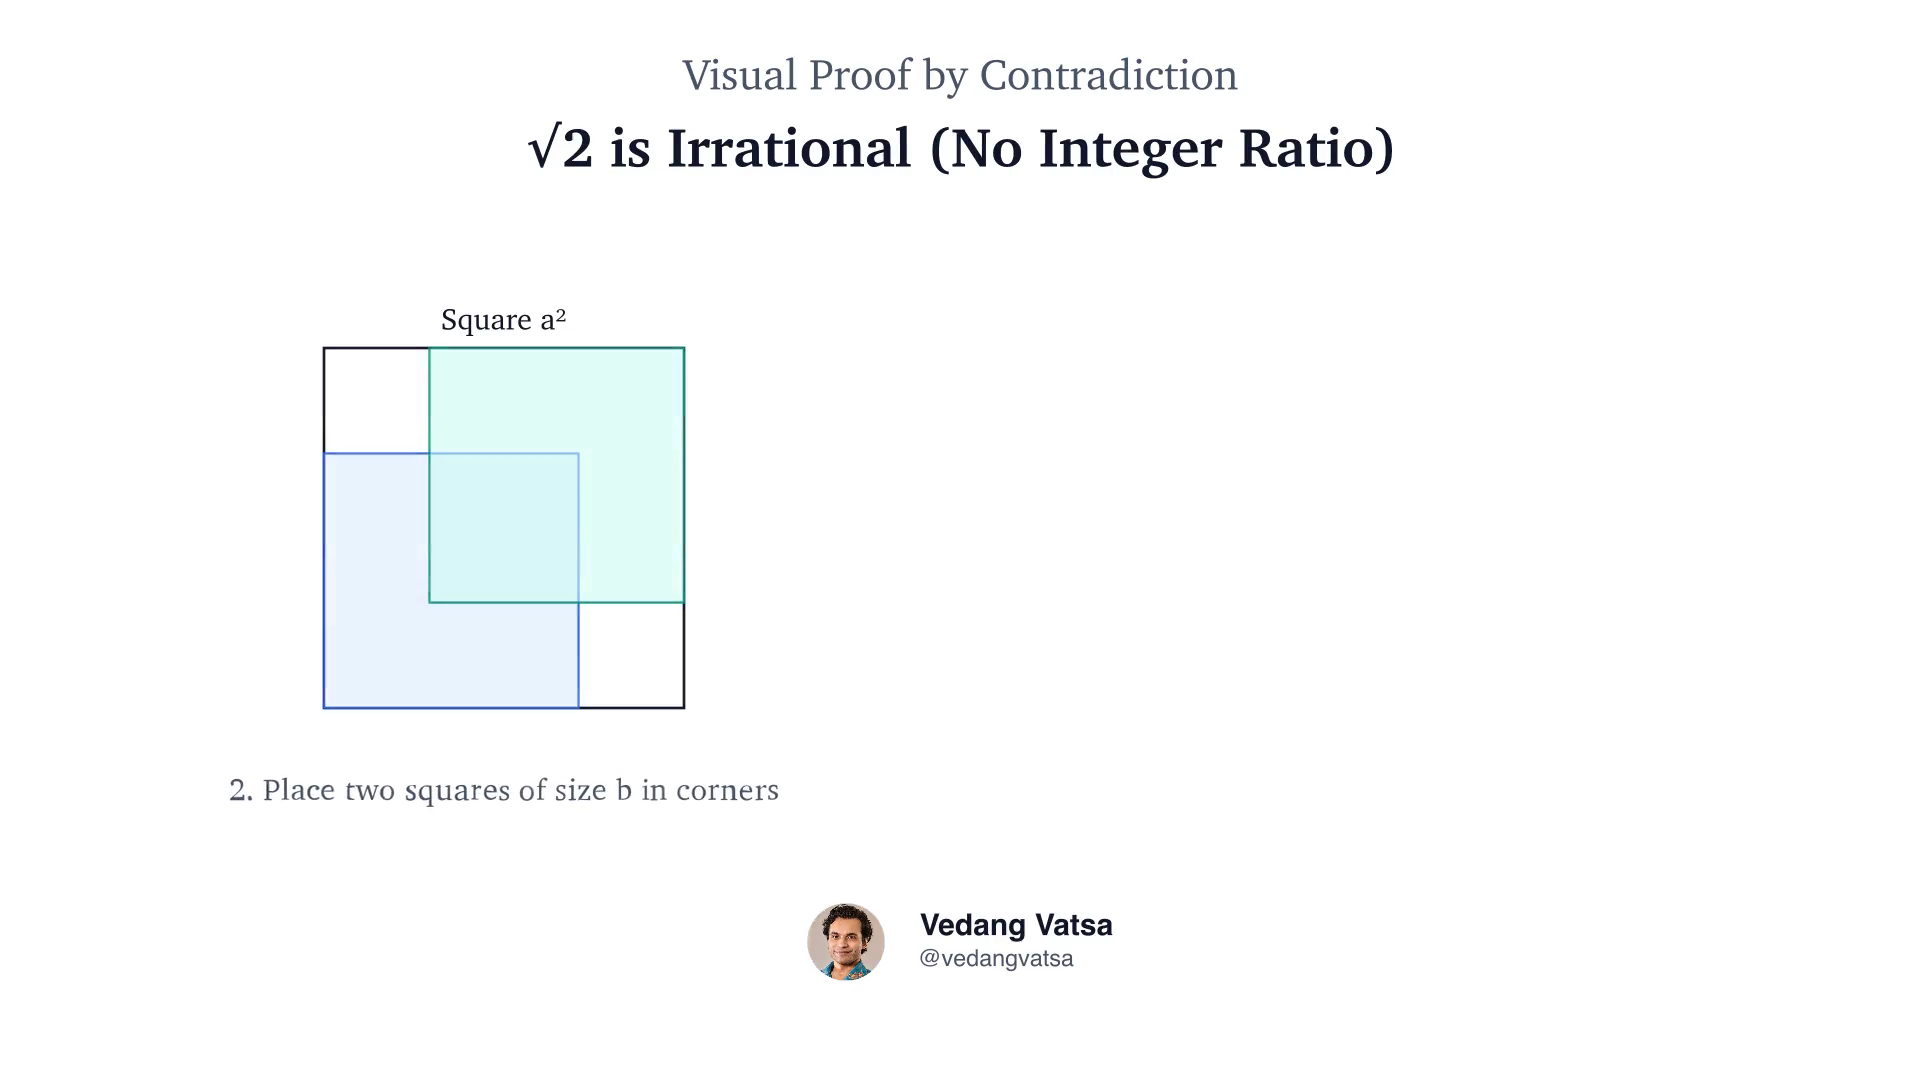 Visual Proof by Contradiction
√2 is Irrational (No Integer Ratio)
Square a²
2. Place two squares of size b in corners
Vedang Vatsa
@vedangvatsa